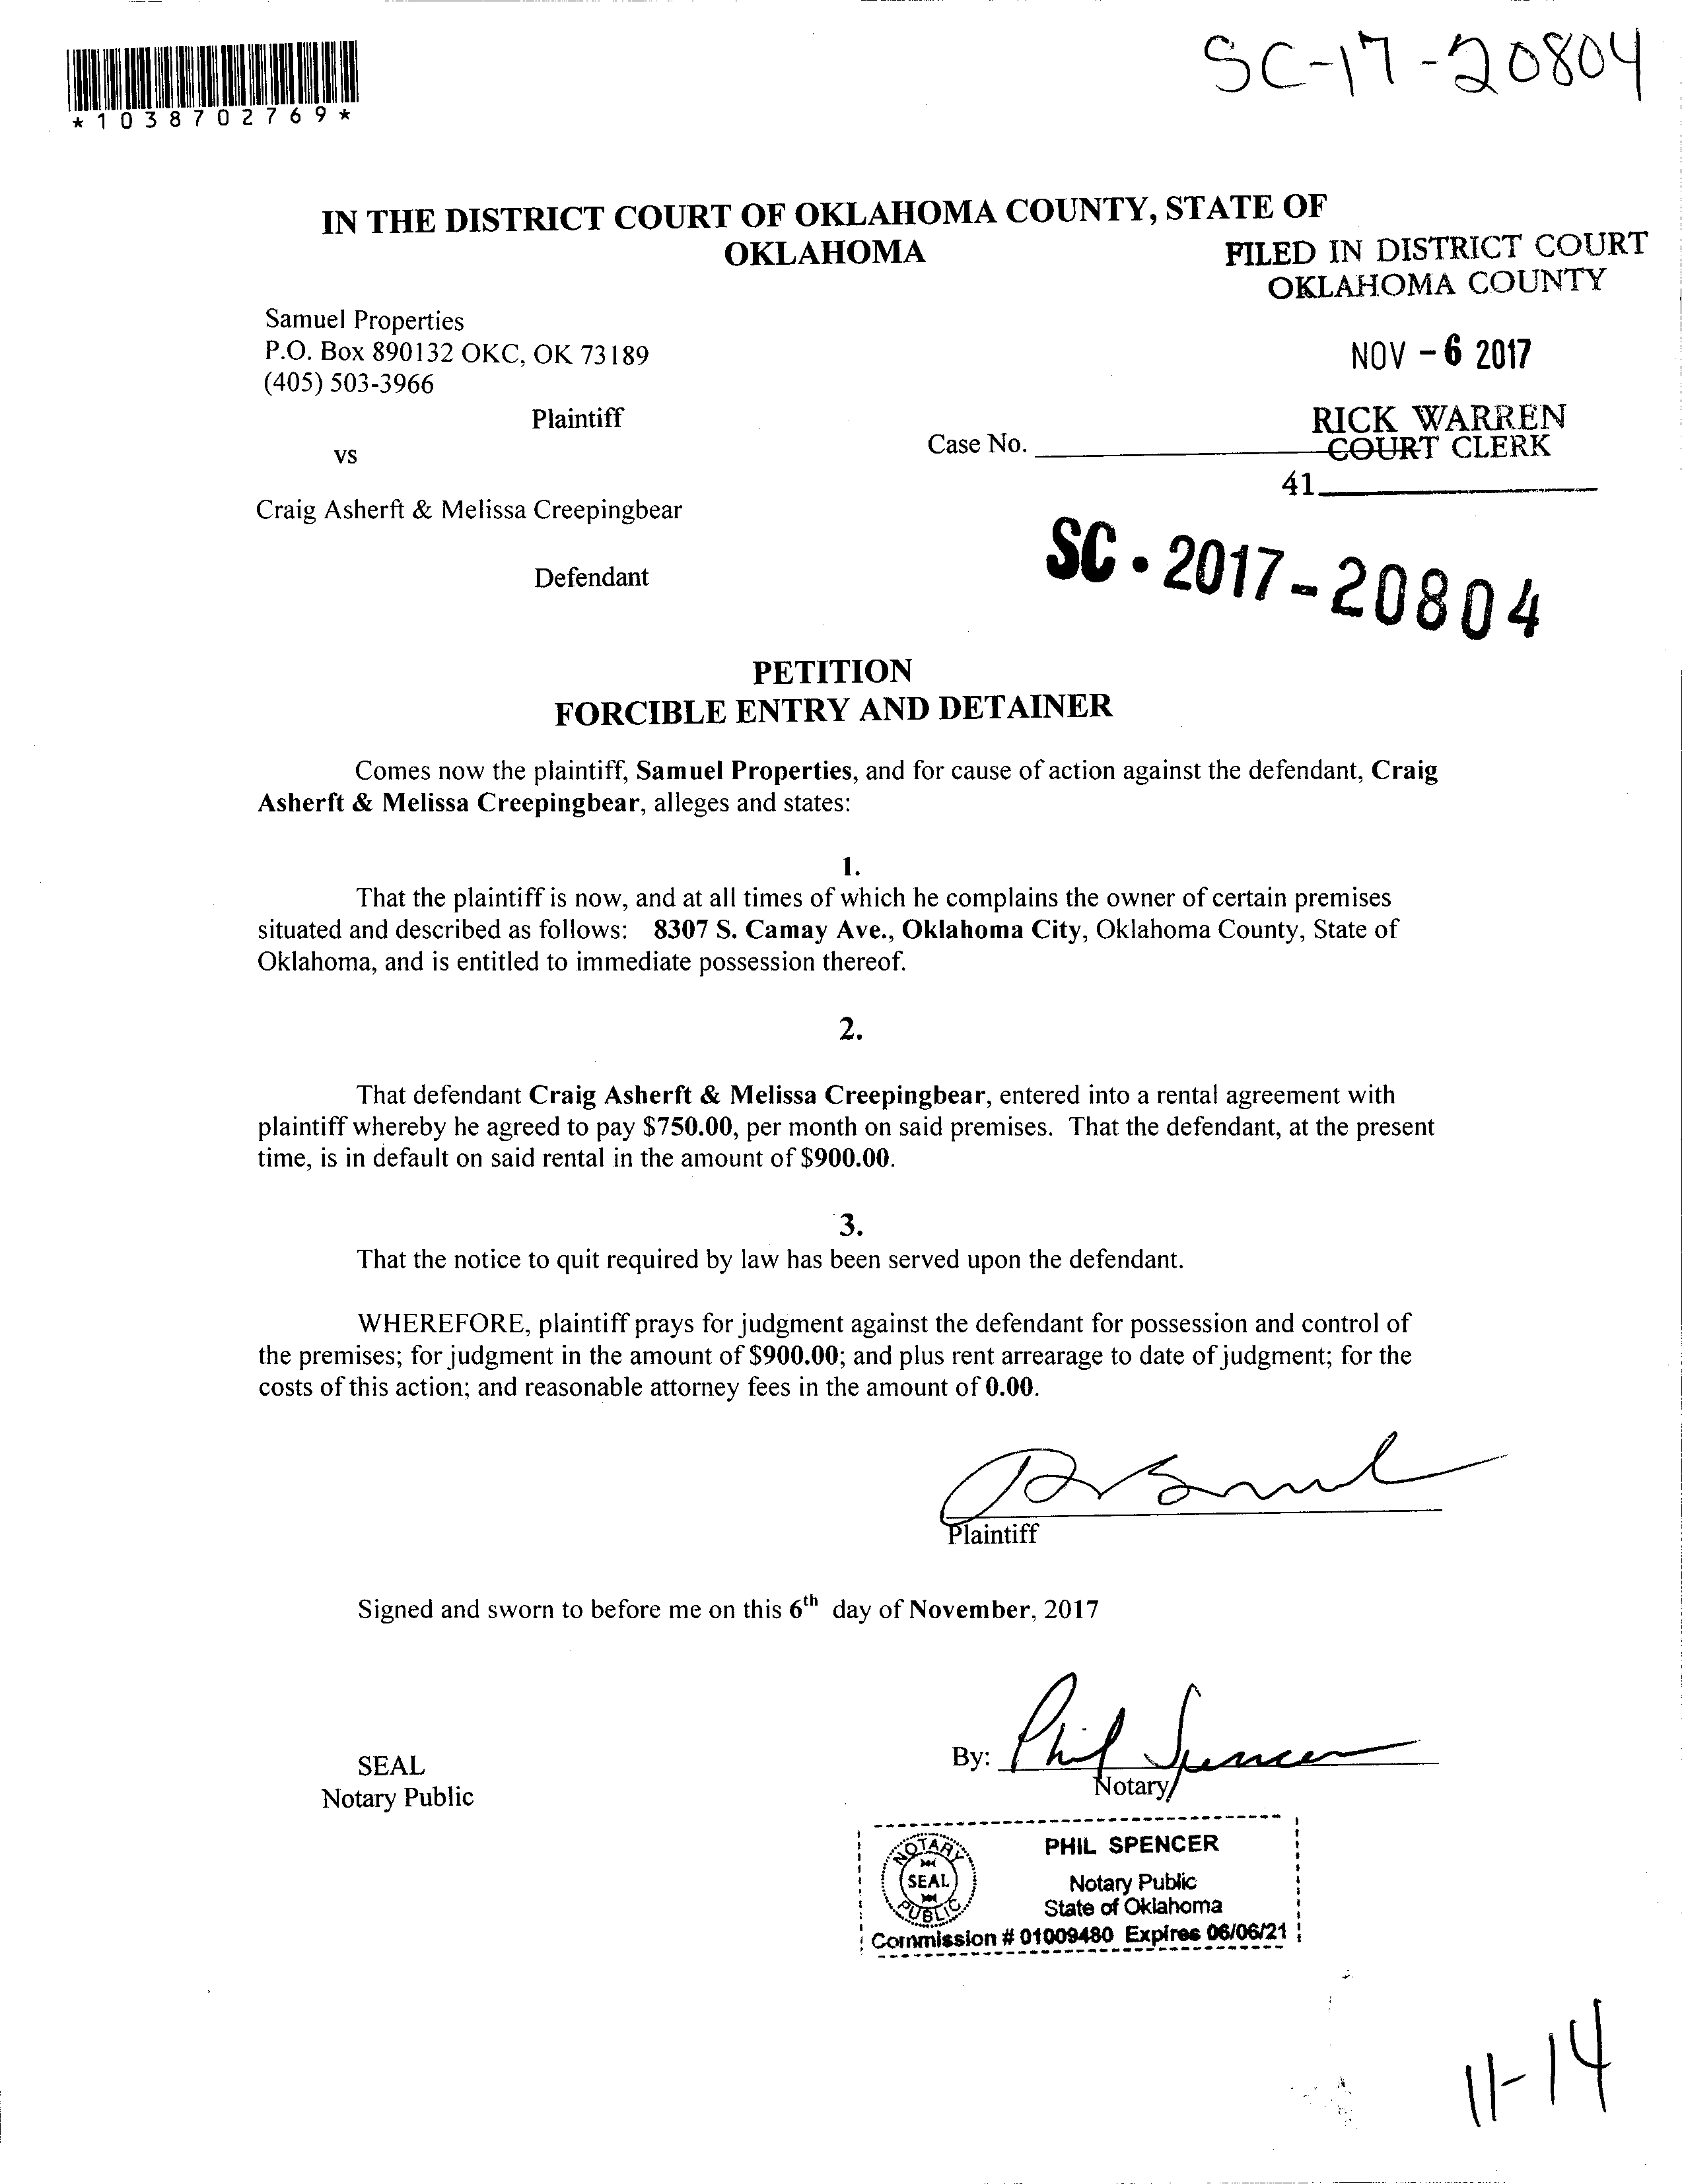 *1038702769*
SC-17-20804
IN THE DISTRICT COURT OF OKLAHOMA COUNTY, STATE OF
OKLAHOMA
FILED IN DISTRICT COURT
OKLAHOMA COUNTY
Samuel Properties
P.O. Box 890132 OKC, OK 73189
(405) 503-3966
NOV - 6 2017
Plaintiff
RICK WARREN
COURT CLERK
vs
Case No.
41
Craig Asherft & Melissa Creepingbear
SC • 2017-20804
Defendant
PETITION
FORCIBLE ENTRY AND DETAINER
Comes now the plaintiff, Samuel Properties, and for cause of action against the defendant, Craig
Asherft & Melissa Creepingbear, alleges and states:
1.
That the plaintiff is now, and at all times of which he complains the owner of certain premises
situated and described as follows: 8307 S. Camay Ave., Oklahoma City, Oklahoma County, State of
Oklahoma, and is entitled to immediate possession thereof.
2.
That defendant Craig Asherft & Melissa Creepingbear, entered into a rental agreement with
plaintiff whereby he agreed to pay $750.00, per month on said premises. That the defendant, at the present
time, is in default on said rental in the amount of $900.00.
3.
That the notice to quit required by law has been served upon the defendant.
WHEREFORE, plaintiff prays for judgment against the defendant for possession and control of
the premises; for judgment in the amount of $900.00; and plus rent arrearage to date of judgment; for the
costs of this action; and reasonable attorney fees in the amount of 0.00.
Plaintiff
Signed and sworn to before me on this 6th day of November, 2017
SEAL
Notary Public
By: Phil Spencer
Notary
NOTARY
SEAL
PUBLIC
PHIL SPENCER
Notary Public
State of Oklahoma
Commission # 01009480 Expires 06/06/21
11-14